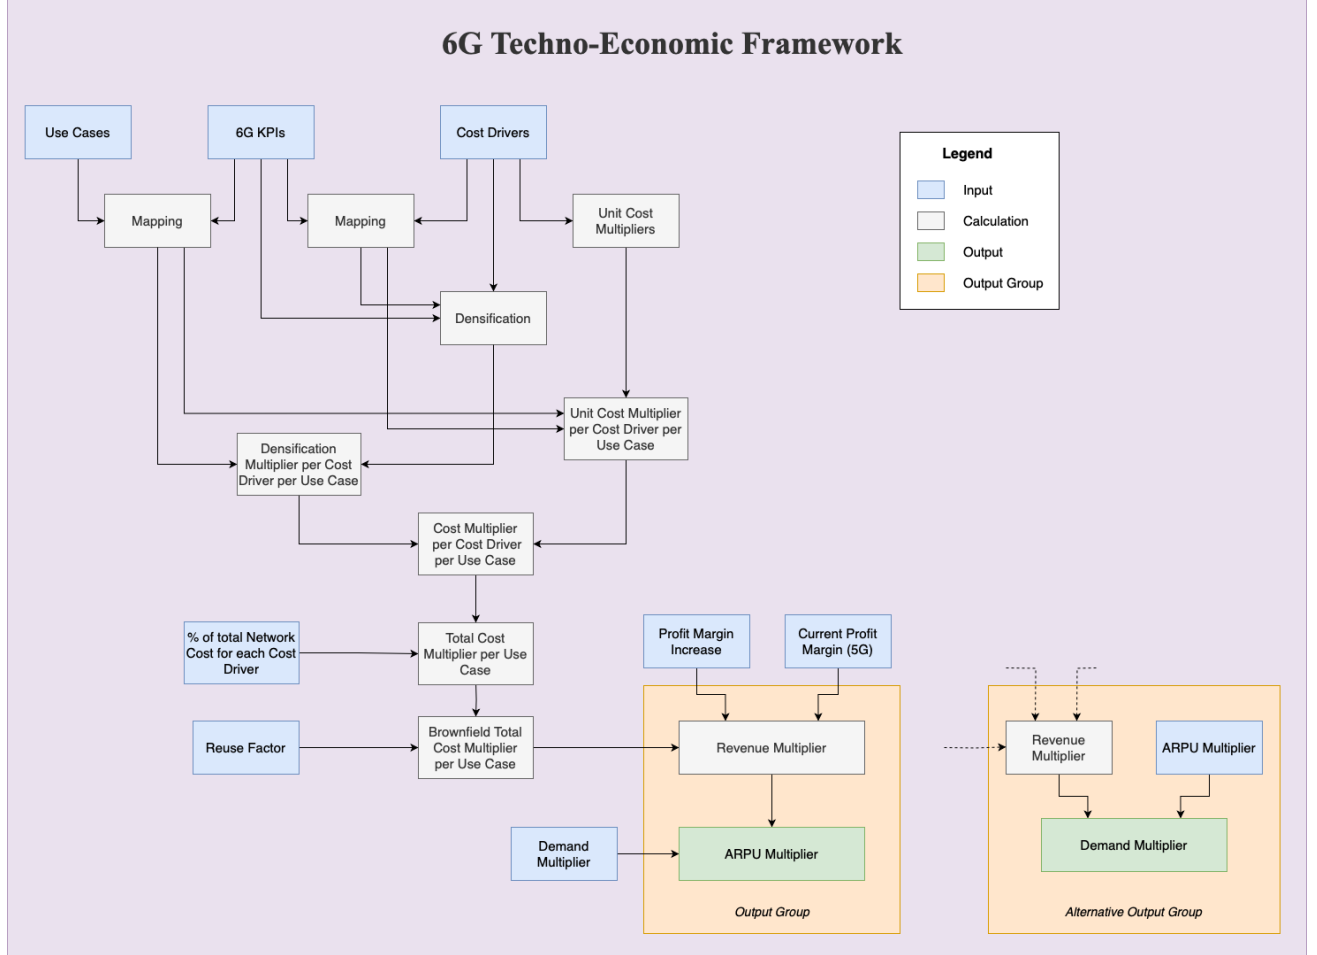 6G Techno-Economic Framework
Use Cases
6G KPIs
Cost Drivers
Legend
Input
Calculation
Output
Output Group
Mapping
Mapping
Unit Cost
Multipliers
Densification
Unit Cost Multiplier
per Cost Driver per
Use Case
Densification
Multiplier per Cost
Driver per Use Case
Cost Multiplier
per Cost Driver
per Use Case
% of total Network
Cost for each Cost
Driver
Total Cost
Multiplier per Use
Case
Profit Margin
Increase
Current Profit
Margin (5G)
Reuse Factor
Brownfield Total
Cost Multiplier
per Use Case
Revenue Multiplier
Revenue
Multiplier
ARPU Multiplier
Demand
Multiplier
ARPU Multiplier
Demand Multiplier
Output Group
Alternative Output Group